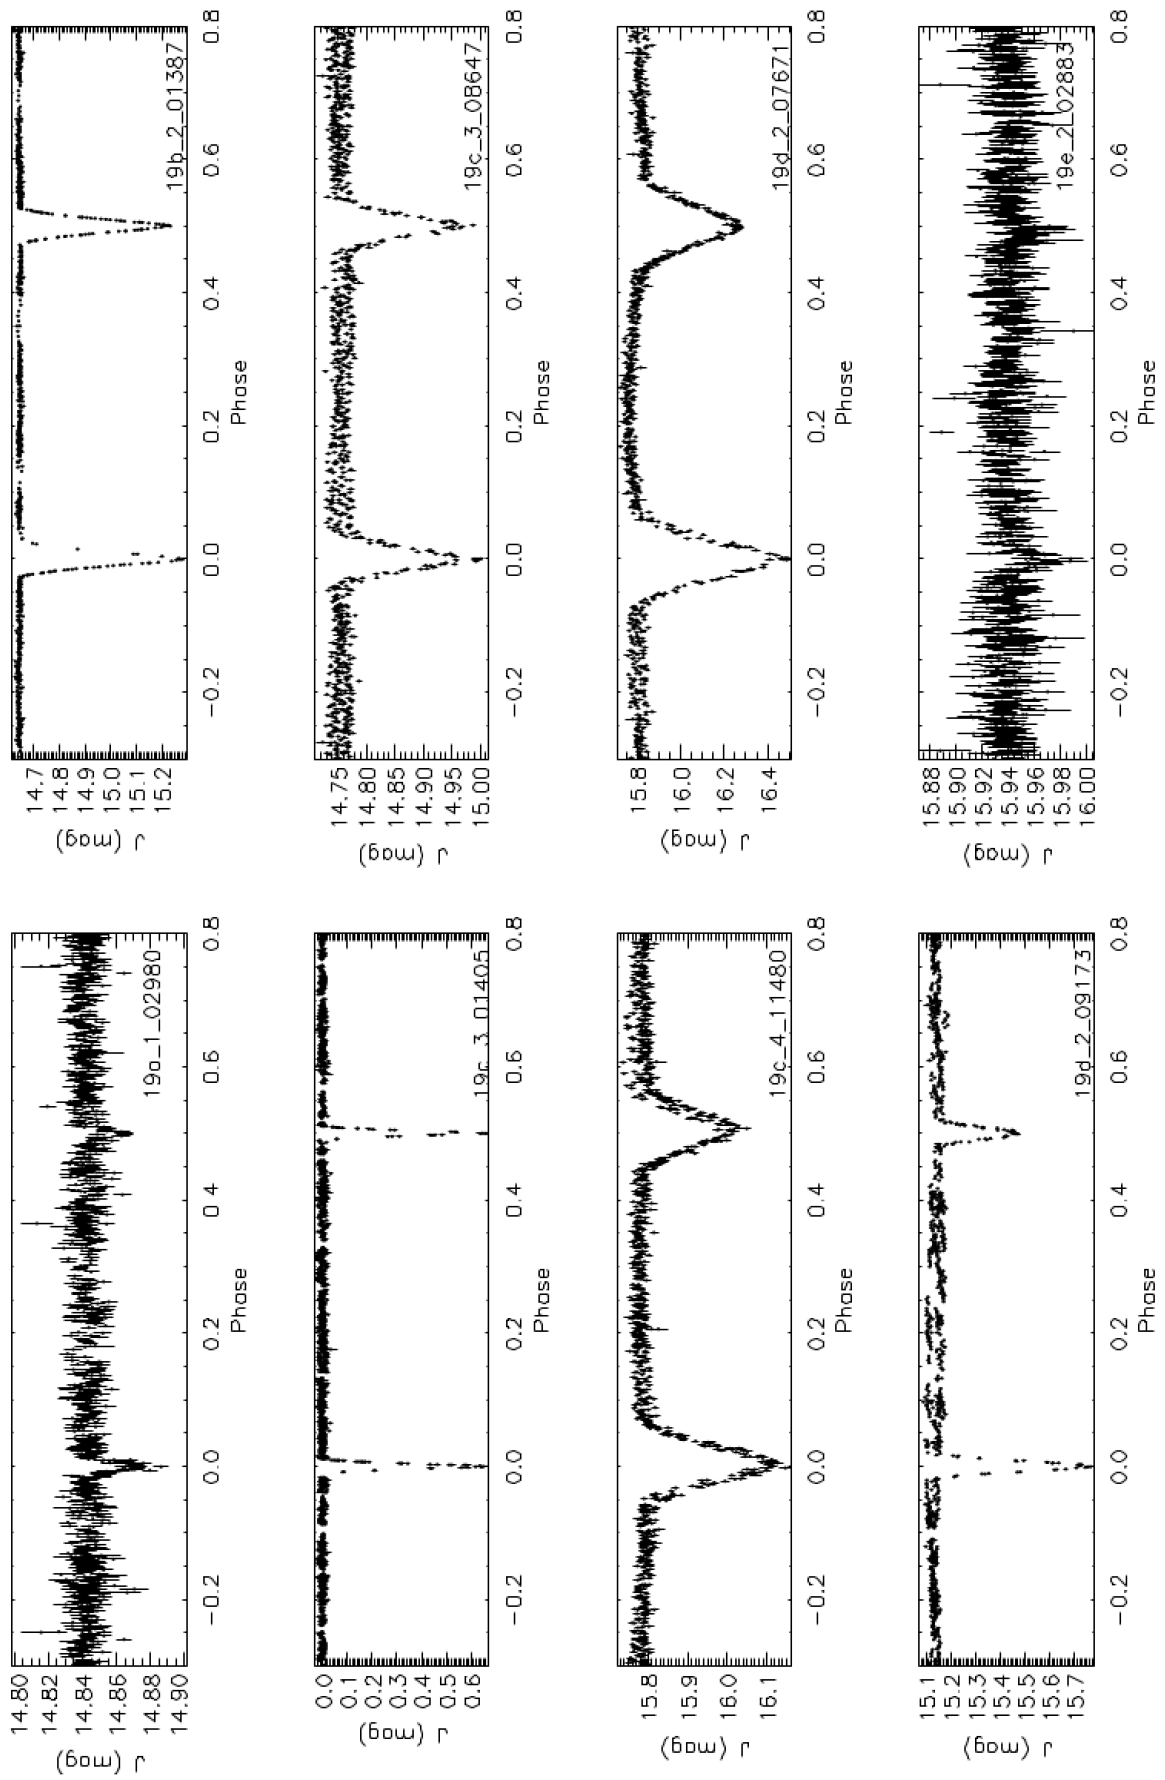 J (mag)
14.80
14.82
14.84
14.86
14.88
14.90
19a_1_02980
−0.2 0.0 0.2 0.4 0.6 0.8
Phase
J (mag)
14.7
14.8
14.9
15.0
15.1
15.2
19b_2_01387
−0.2 0.0 0.2 0.4 0.6 0.8
Phase
J (mag)
0.0
0.1
0.2
0.3
0.4
0.5
0.6
19c_3_01405
−0.2 0.0 0.2 0.4 0.6 0.8
Phase
J (mag)
14.75
14.80
14.85
14.90
14.95
15.00
19c_3_08647
−0.2 0.0 0.2 0.4 0.6 0.8
Phase
J (mag)
15.8
15.9
16.0
16.1
19c_4_11480
−0.2 0.0 0.2 0.4 0.6 0.8
Phase
J (mag)
15.8
16.0
16.2
16.4
19d_2_07671
−0.2 0.0 0.2 0.4 0.6 0.8
Phase
J (mag)
15.1
15.2
15.3
15.4
15.5
15.6
15.7
19d_2_09173
−0.2 0.0 0.2 0.4 0.6 0.8
Phase
J (mag)
15.88
15.90
15.92
15.94
15.96
15.98
16.00
19e_2_02883
−0.2 0.0 0.2 0.4 0.6 0.8
Phase